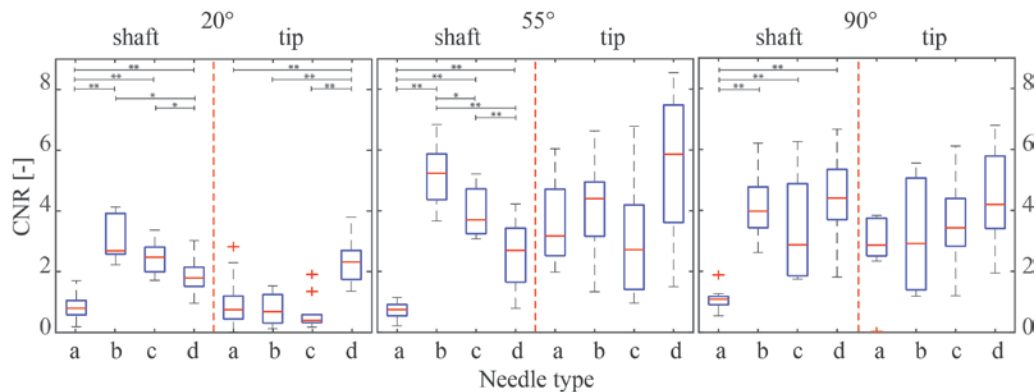 20° 55° 90°
shaft tip shaft tip shaft tip
** ** ** ** **
** ** ** ** **
** ** ** ** * **
* **
* **
8 8
6 6
4 4
2 2
0 0
CNR [-]
a b c d a b c d a b c d a b c d a b c d a b c d
Needle type